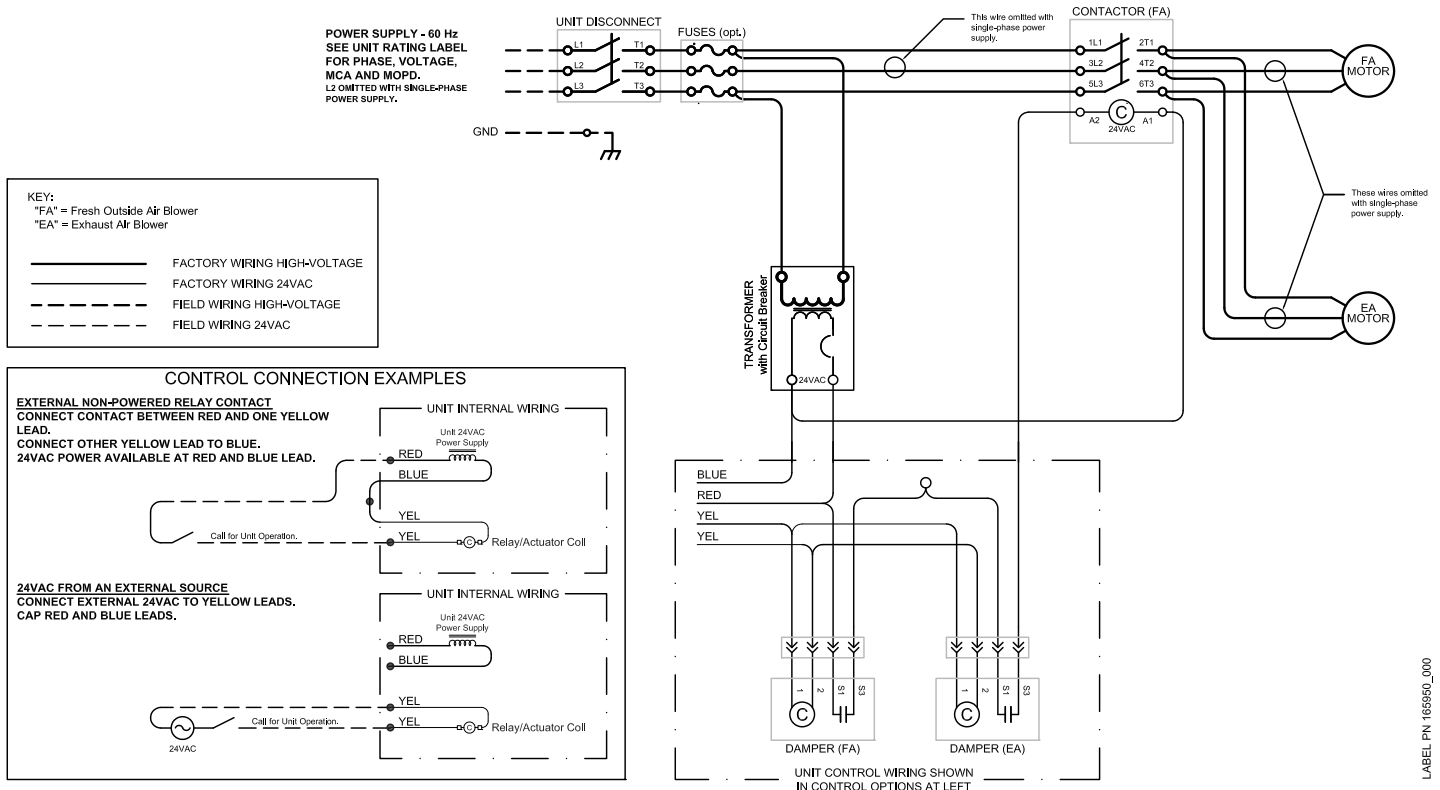 POWER SUPPLY - 60 Hz
SEE UNIT RATING LABEL
FOR PHASE, VOLTAGE,
MCA AND MOPD.
L2 OMITTED WITH SINGLE-PHASE
POWER SUPPLY.
UNIT DISCONNECT
L1 T1
L2 T2
L3 T3
FUSES (opt.)
This wire omitted with
single-phase power
supply.
CONTACTOR (FA)
1L1 2T1
3L2 4T2
5L3 6T3
A2 C A1
24VAC
FA
MOTOR
GND
These wires omitted
with single-phase
power supply.
EA
MOTOR
KEY:
"FA" = Fresh Outside Air Blower
"EA" = Exhaust Air Blower
FACTORY WIRING HIGH-VOLTAGE
FACTORY WIRING 24VAC
FIELD WIRING HIGH-VOLTAGE
FIELD WIRING 24VAC
TRANSFORMER
with Circuit Breaker
24VAC
CONTROL CONNECTION EXAMPLES
EXTERNAL NON-POWERED RELAY CONTACT
CONNECT CONTACT BETWEEN RED AND ONE YELLOW
LEAD.
CONNECT OTHER YELLOW LEAD TO BLUE.
24VAC POWER AVAILABLE AT RED AND BLUE LEAD.
UNIT INTERNAL WIRING
Unit 24VAC
Power Supply
RED
BLUE
YEL
YEL
Call for Unit Operation.
C
Relay/Actuator Coil
24VAC FROM AN EXTERNAL SOURCE
CONNECT EXTERNAL 24VAC TO YELLOW LEADS.
CAP RED AND BLUE LEADS.
UNIT INTERNAL WIRING
Unit 24VAC
Power Supply
RED
BLUE
YEL
YEL
Call for Unit Operation.
C
Relay/Actuator Coil
24VAC
BLUE
RED
YEL
YEL
1 2 S1 S3
C
DAMPER (FA)
1 2 S1 S3
C
DAMPER (EA)
UNIT CONTROL WIRING SHOWN
IN CONTROL OPTIONS AT LEFT
LABEL PN 165950_000